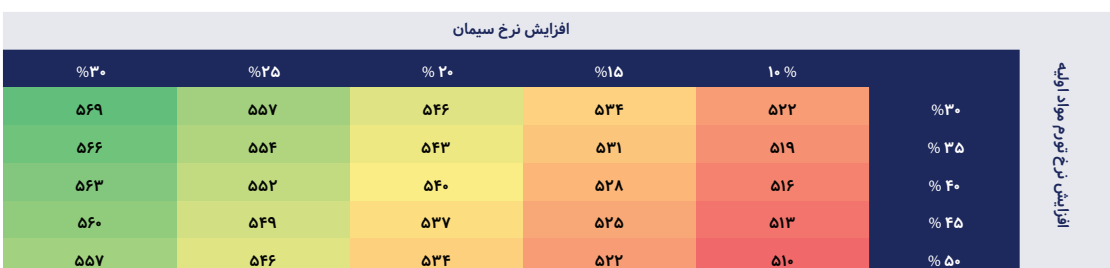 افزایش نرخ سیمان
افزایش نرخ تورم مواد اولیه
% ۱۰ %۱۵ % ۲۰ %۲۵ %۳۰
%۳۰ ۵۲۲ ۵۳۴ ۵۴۶ ۵۵۷ ۵۶۹
% ۳۵ ۵۱۹ ۵۳۱ ۵۴۳ ۵۵۴ ۵۶۶
% ۴۰ ۵۱۶ ۵۲۸ ۵۴۰ ۵۵۲ ۵۶۳
% ۴۵ ۵۱۳ ۵۲۵ ۵۳۷ ۵۴۹ ۵۶۰
% ۵۰ ۵۱۰ ۵۲۲ ۵۳۴ ۵۴۶ ۵۵۷